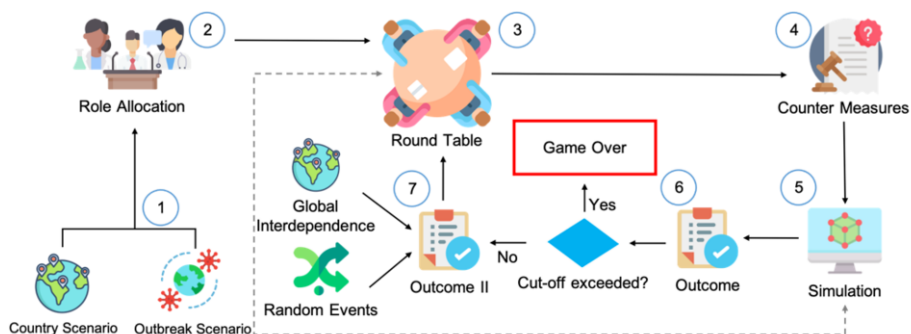 2
Role Allocation
3
Round Table
4
?
Counter Measures
1
Country Scenario
Outbreak Scenario
Global
Interdependence
Random Events
7
Outcome II
Game Over
Yes
No
Cut-off exceeded?
6
Outcome
5
Simulation